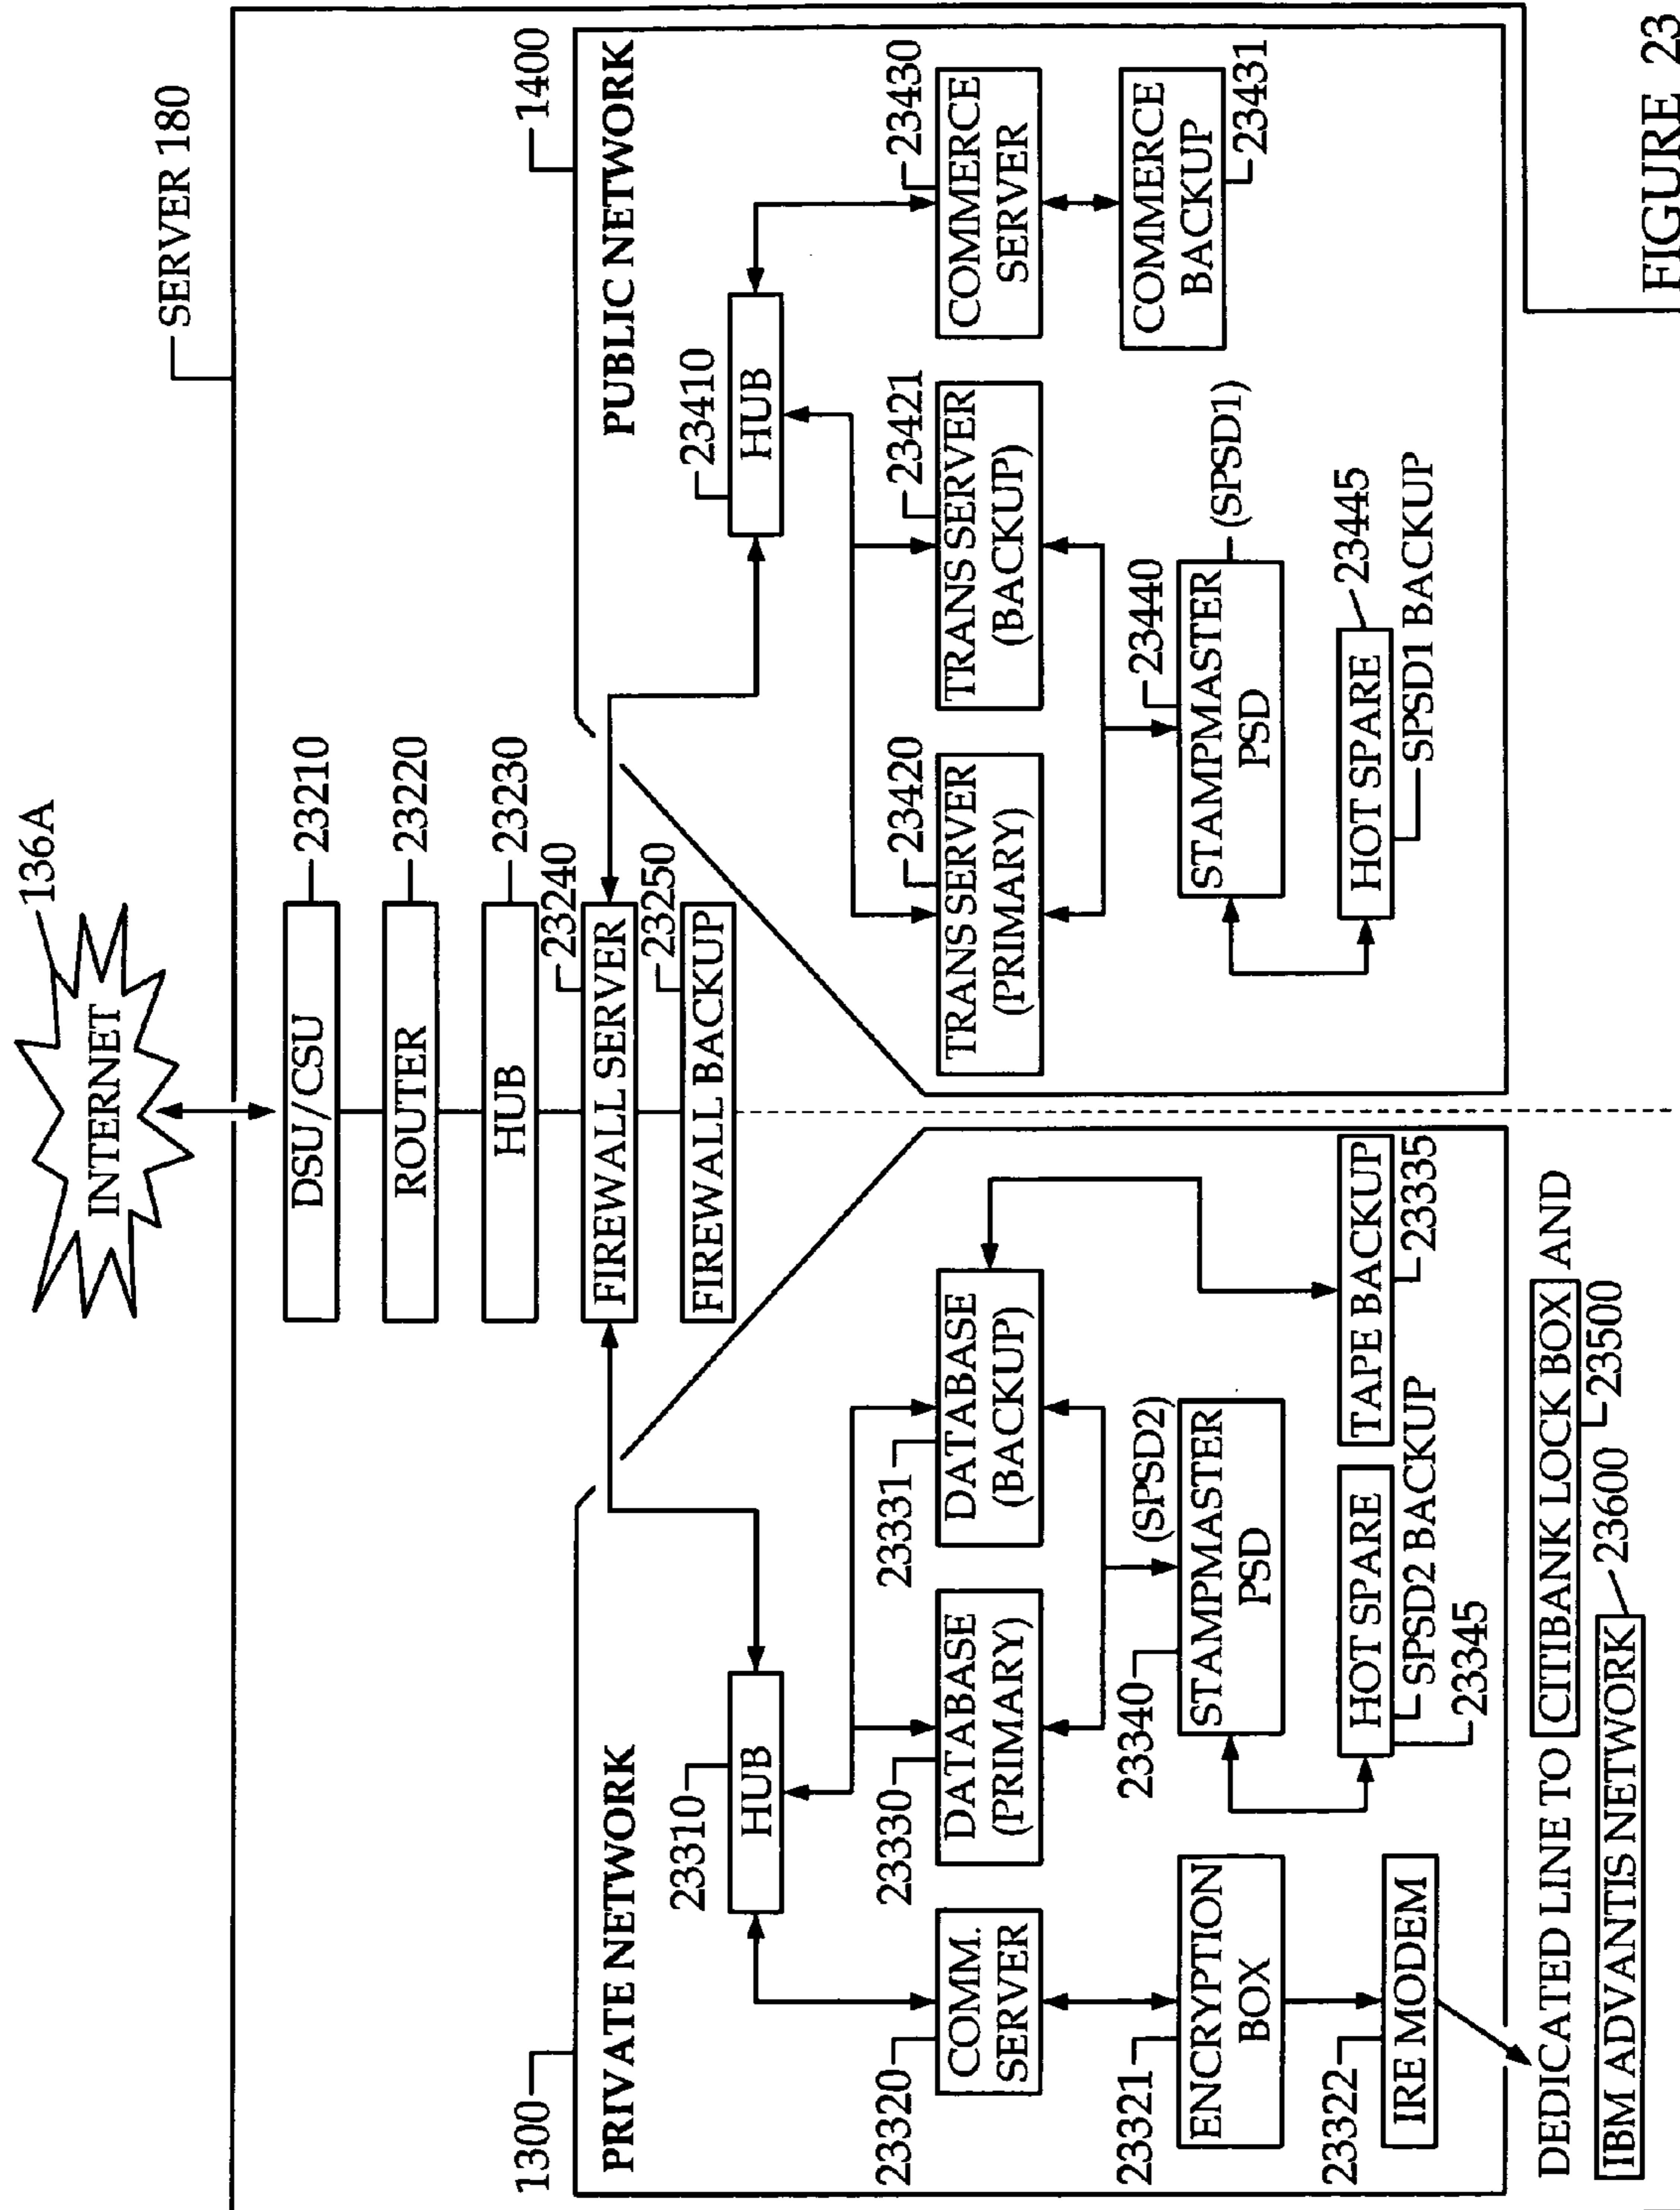 INTERNET
136A
SERVER 180
DSU/CSU
23210
ROUTER
23220
HUB
23230
FIREWALL SERVER
23240
FIREWALL BACKUP
23250
1300
PRIVATE NETWORK
HUB
23310
COMM.
SERVER
23320
DATABASE
(PRIMARY)
23330
DATABASE
(BACKUP)
23331
ENCRYPTION
BOX
23321
STAMPMASTER
PSD
(SPSD2)
23340
IRE MODEM
23322
HOT SPARE
SPSD2 BACKUP
23345
TAPE BACKUP
23335
DEDICATED LINE TO CITIBANK LOCK BOX AND
23500
IBM ADVANTIS NETWORK
23600
1400
PUBLIC NETWORK
HUB
23410
TRANS SERVER
(PRIMARY)
23420
TRANS SERVER
(BACKUP)
23421
COMMERCE
SERVER
23430
STAMPMASTER
PSD
23440
(SPSD1)
COMMERCE
BACKUP
23431
HOT SPARE
23445
SPSD1 BACKUP
FIGURE 23